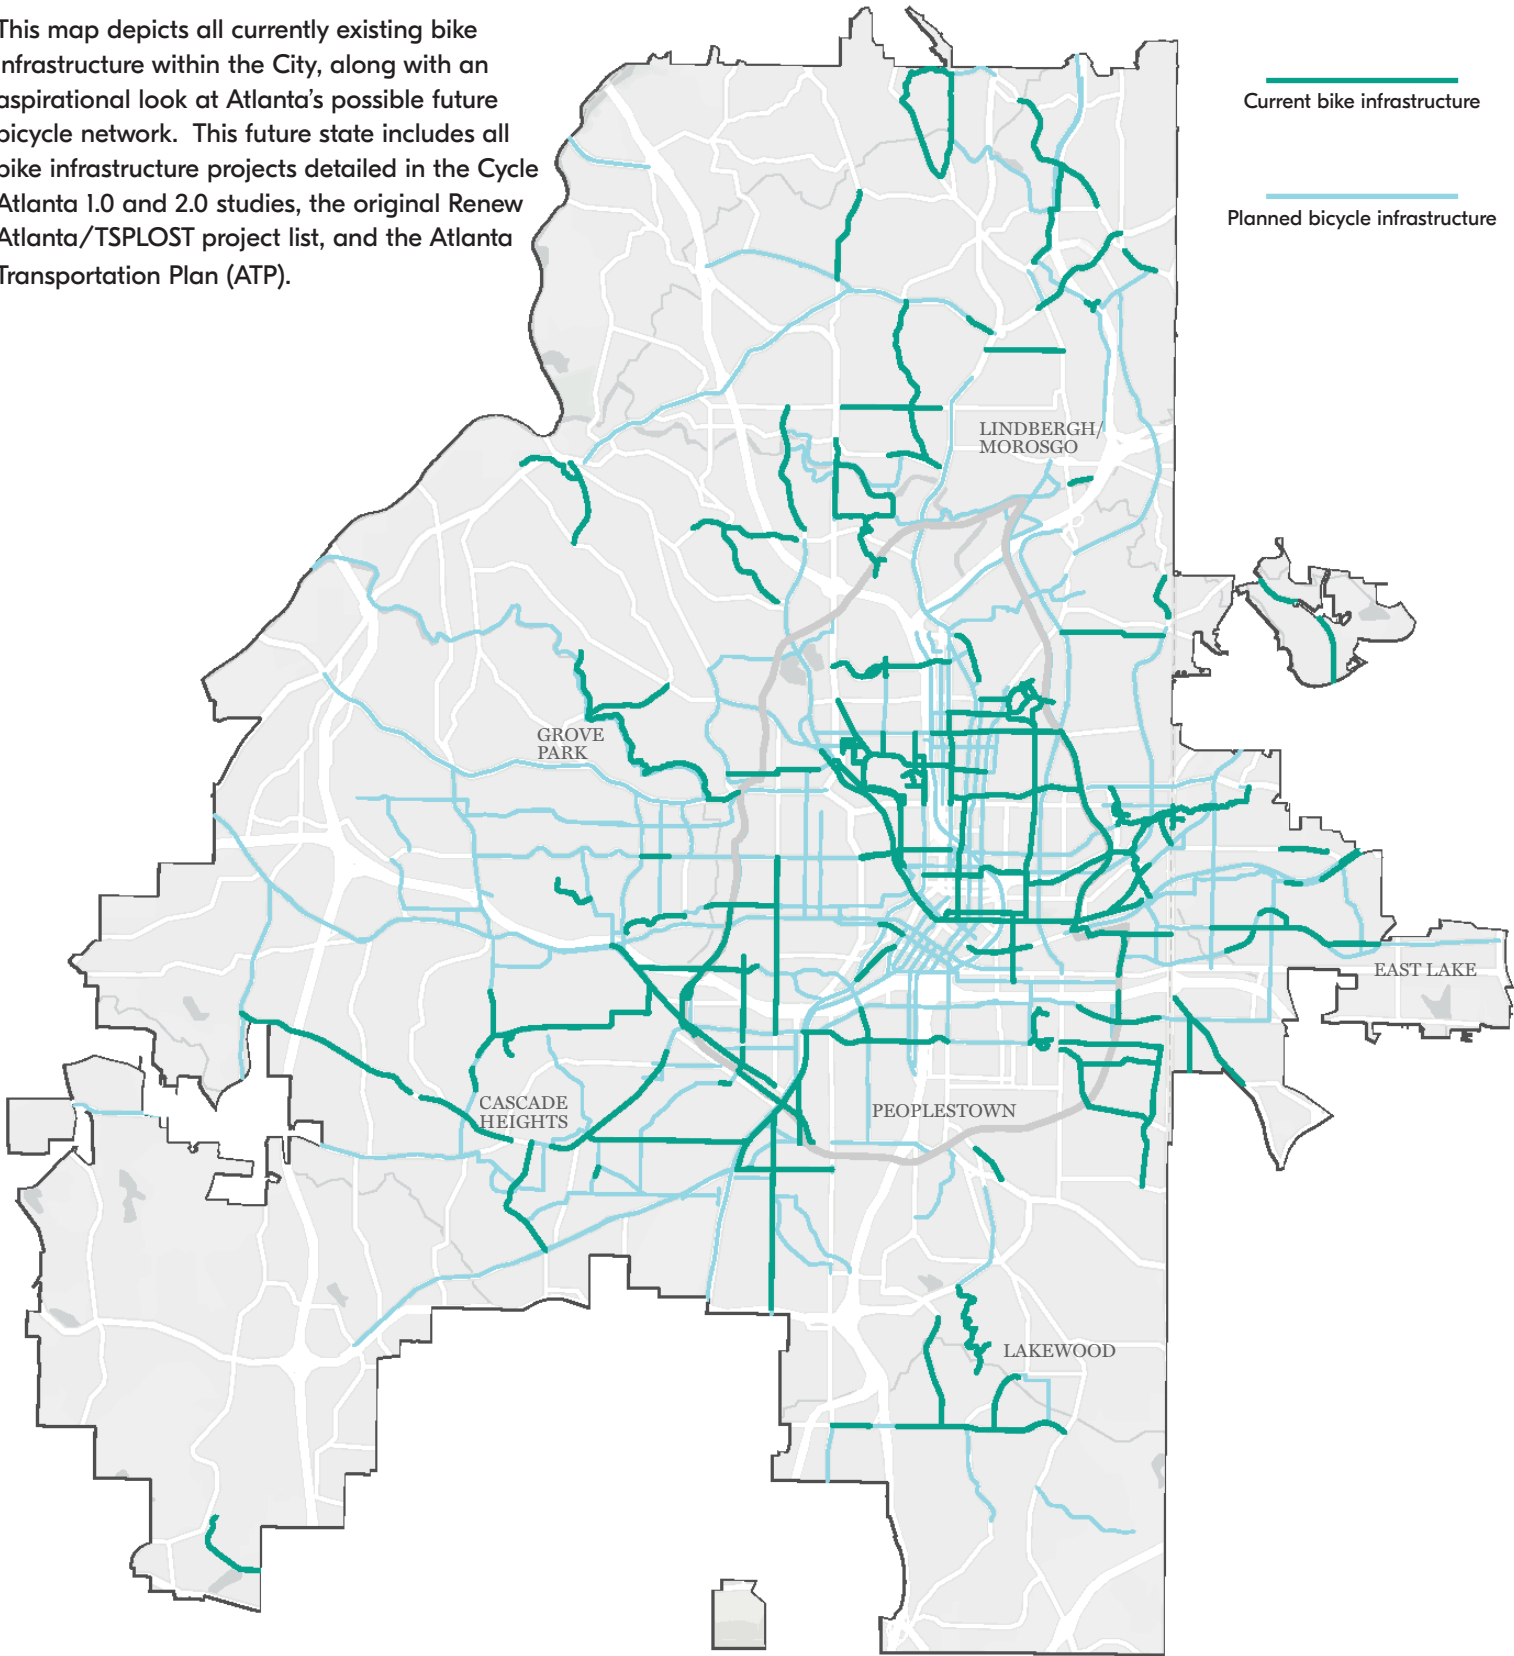 This map depicts all currently existing bike
infrastructure within the City, along with an
aspirational look at Atlanta's possible future
bicycle network. This future state includes all
bike infrastructure projects detailed in the Cycle
Atlanta 1.0 and 2.0 studies, the original Renew
Atlanta/TSPLOST project list, and the Atlanta
Transportation Plan (ATP).
Current bike infrastructure
Planned bicycle infrastructure
LINDBERGH/
MOROSGO
GROVE
PARK
EAST LAKE
CASCADE
HEIGHTS
PEOPLESTOWN
LAKEWOOD